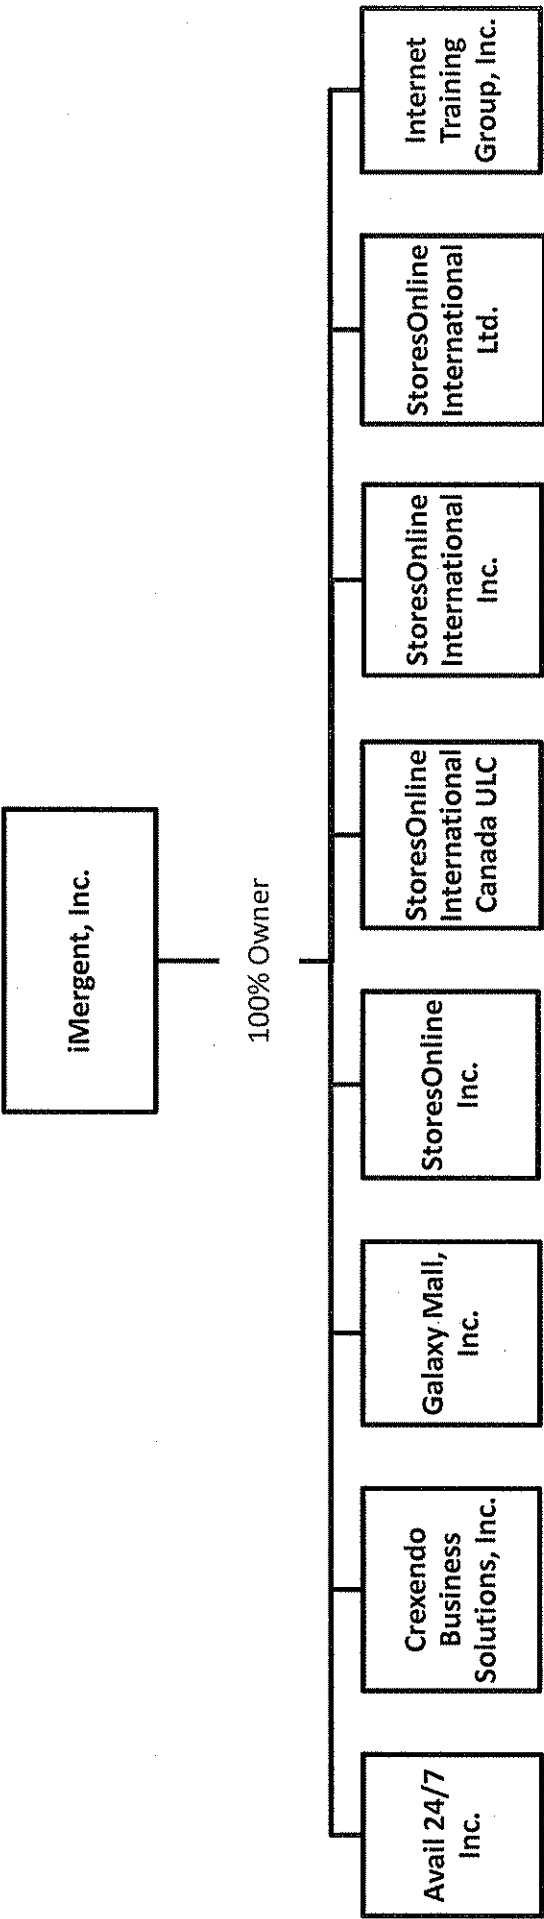 iMergent, Inc.
100% Owner
Avail 24/7
Inc.
Crexendo
Business
Solutions, Inc.
Galaxy Mall,
Inc.
StoresOnline
Inc.
StoresOnline
International
Canada ULC
StoresOnline
International
Inc.
StoresOnline
International
Ltd.
Internet
Training
Group, Inc.